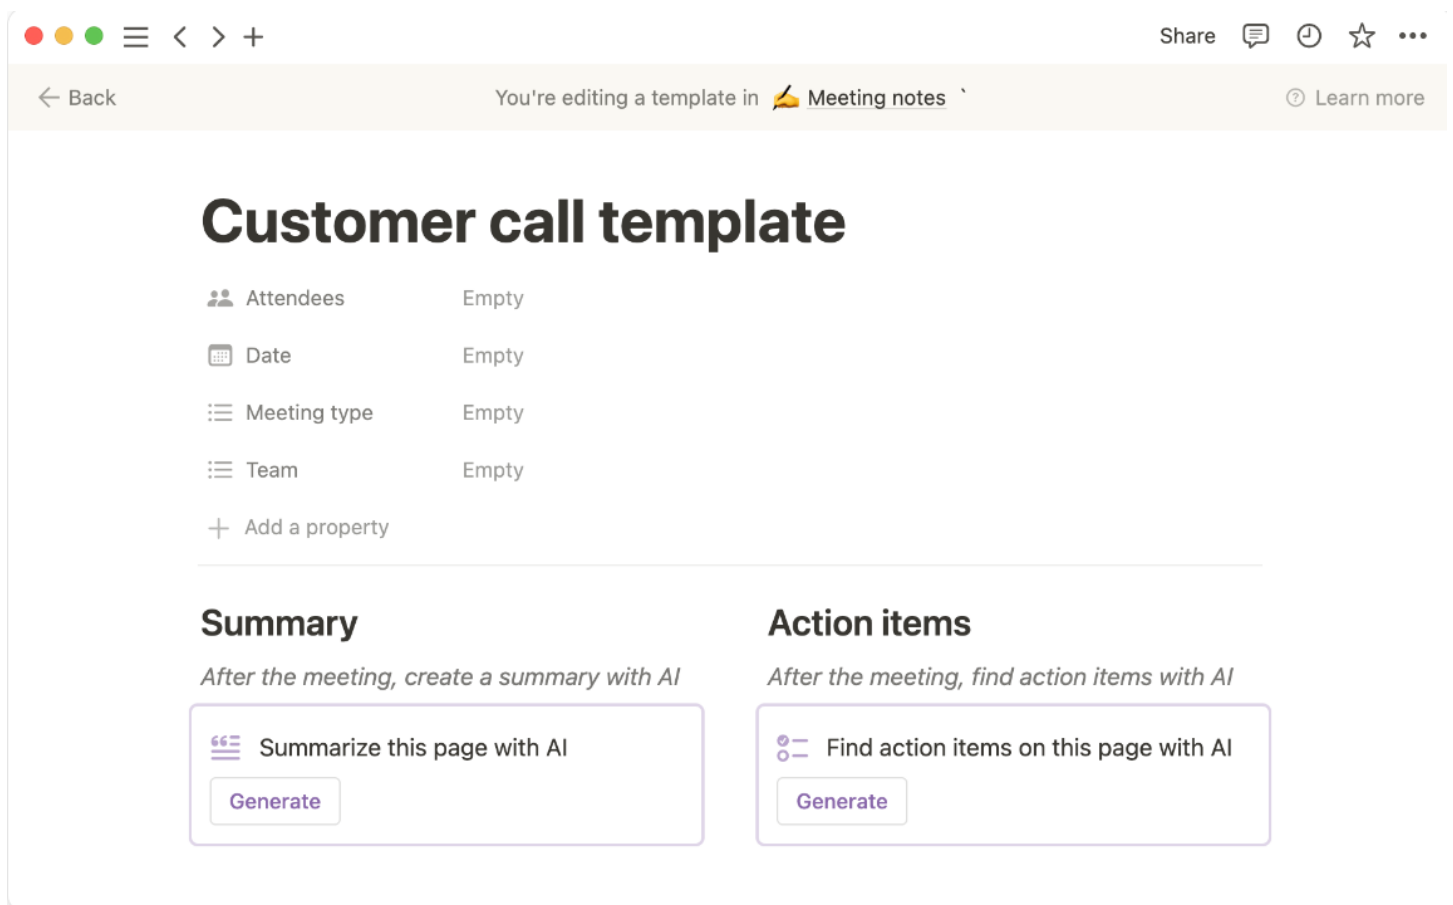 Share
Back
You're editing a template in ✍️ Meeting notes `
Learn more
Customer call template
Attendees Empty
Date Empty
Meeting type Empty
Team Empty
Add a property
Summary
After the meeting, create a summary with AI
Summarize this page with AI
Generate
Action items
After the meeting, find action items with AI
Find action items on this page with AI
Generate